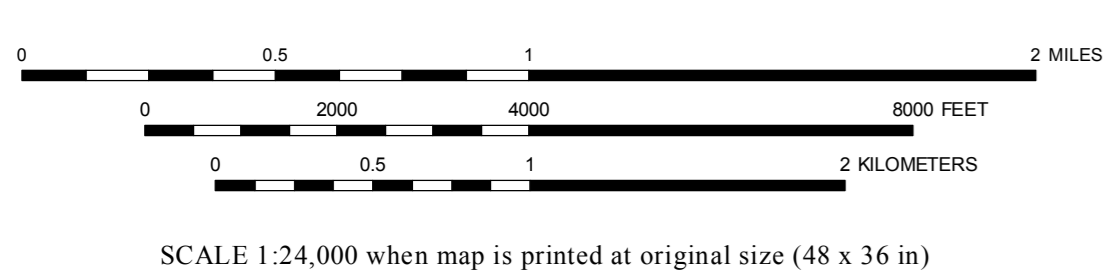 0 0.5 1 2 MILES
0 2000 4000 8000 FEET
0 0.5 1 2 KILOMETERS
SCALE 1:24,000 when map is printed at original size (48 x 36 in)